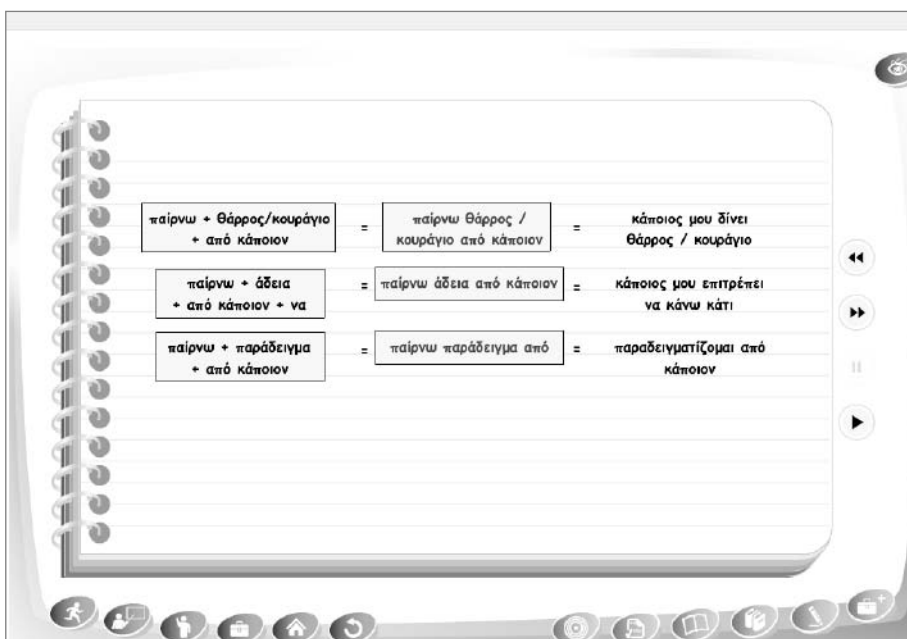 παίρνω + θάρρος/κουράγιο
+ από κάποιον
=
παίρνω θάρρος /
κουράγιο από κάποιον
=
κάποιος μου δίνει
θάρρος / κουράγιο
παίρνω + άδεια
+ από κάποιον + να
=
παίρνω άδεια από κάποιον
=
κάποιος μου επιτρέπει
να κάνω κάτι
παίρνω + παράδειγμα
+ από κάποιον
=
παίρνω παράδειγμα από
=
παραδειγματίζομαι από
κάποιον